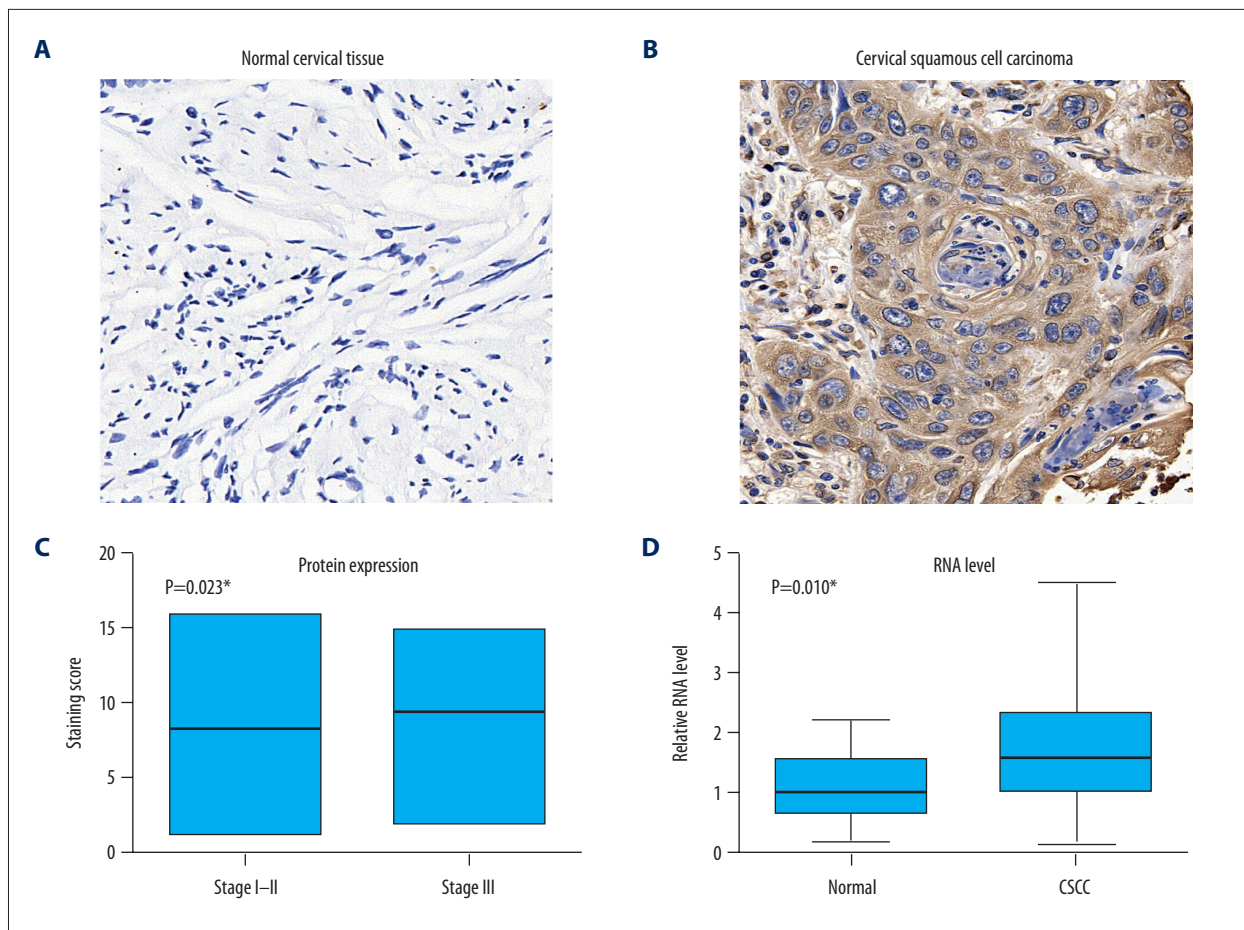 A
Normal cervical tissue
B
Cervical squamous cell carcinoma
C
Protein expression
P=0.023*
Staining score
20
15
10
5
0
Stage I–II
Stage III
D
RNA level
P=0.010*
Relative RNA level
5
4
3
2
1
0
Normal
CSCC